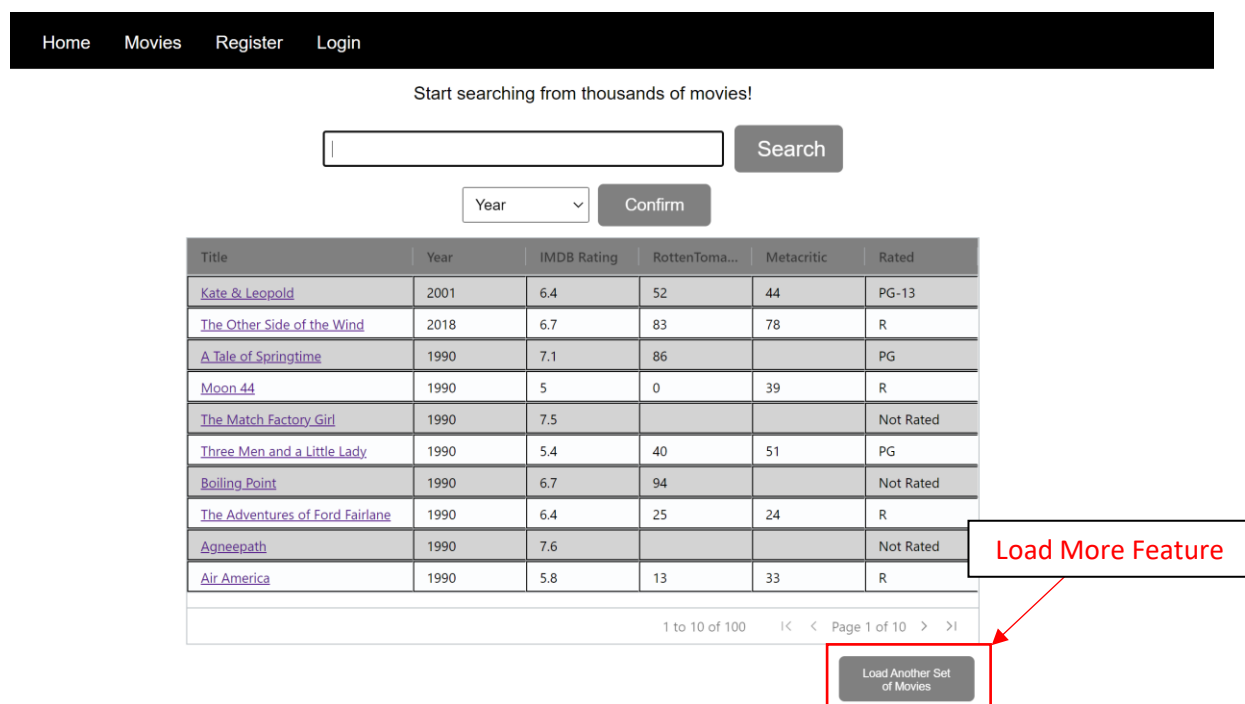 Home Movies Register Login
Start searching from thousands of movies!
Search
Year Confirm
Title Year IMDB Rating RottenToma... Metacritic Rated
Kate & Leopold 2001 6.4 52 44 PG-13
The Other Side of the Wind 2018 6.7 83 78 R
A Tale of Springtime 1990 7.1 86 PG
Moon 44 1990 5 0 39 R
The Match Factory Girl 1990 7.5 Not Rated
Three Men and a Little Lady 1990 5.4 40 51 PG
Boiling Point 1990 6.7 94 Not Rated
The Adventures of Ford Fairlane 1990 6.4 25 24 R
Agneepath 1990 7.6 Not Rated
Load More Feature
Air America 1990 5.8 13 33 R
1 to 10 of 100 Page 1 of 10
Load Another Set
of Movies